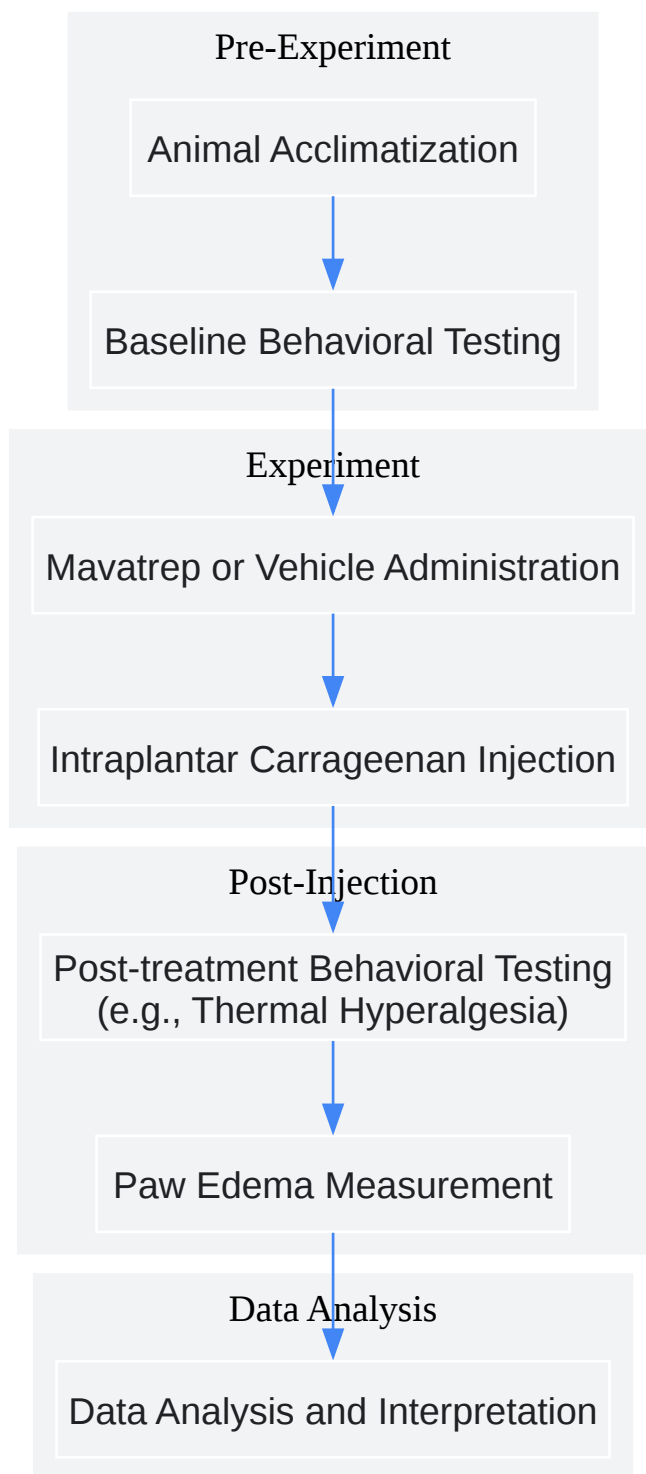 Pre-Experiment
Animal Acclimatization
Baseline Behavioral Testing
Experiment
Mavatrep or Vehicle Administration
Intraplantar Carrageenan Injection
Post-Injection
Post-treatment Behavioral Testing
(e.g., Thermal Hyperalgesia)
Paw Edema Measurement
Data Analysis
Data Analysis and Interpretation